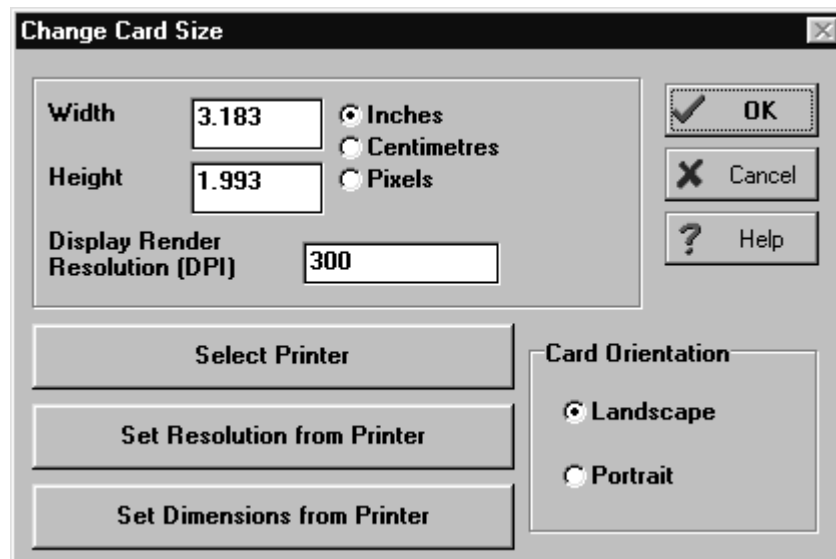 Change Card Size
Width 3.183 Inches OK
Centimetres
Height 1.993 Pixels Cancel
Display Render
Resolution (DPI) 300 Help
Select Printer
Set Resolution from Printer
Set Dimensions from Printer
Card Orientation
Landscape
Portrait